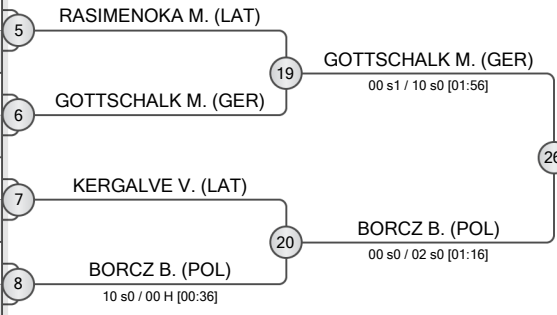 RASIMENOKA M. (LAT)
5
19
GOTTSCHALK M. (GER)
00 s1 / 10 s0 [01:56]
GOTTSCHALK M. (GER)
6
26
KERGALVE V. (LAT)
7
20
BORCZ B. (POL)
00 s0 / 02 s0 [01:16]
BORCZ B. (POL)
8
10 s0 / 00 H [00:36]